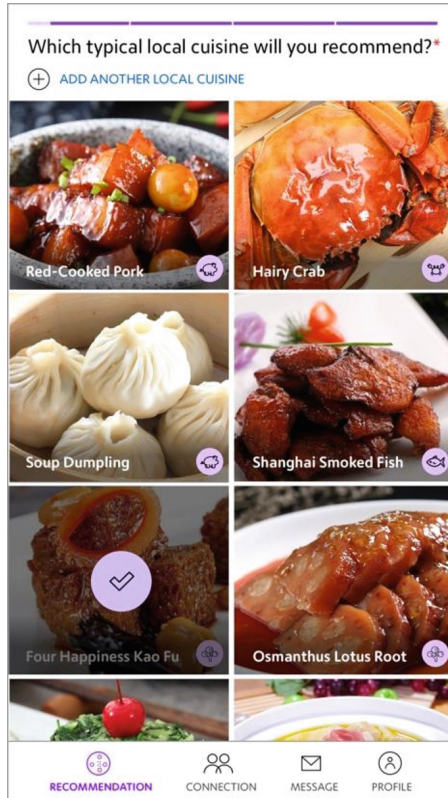 Which typical local cuisine will you recommend?*
ADD ANOTHER LOCAL CUISINE
Red-Cooked Pork
Hairy Crab
Soup Dumpling
Shanghai Smoked Fish
Four Happiness Kao Fu
Osmanthus Lotus Root
RECOMMENDATION
CONNECTION
MESSAGE
PROFILE